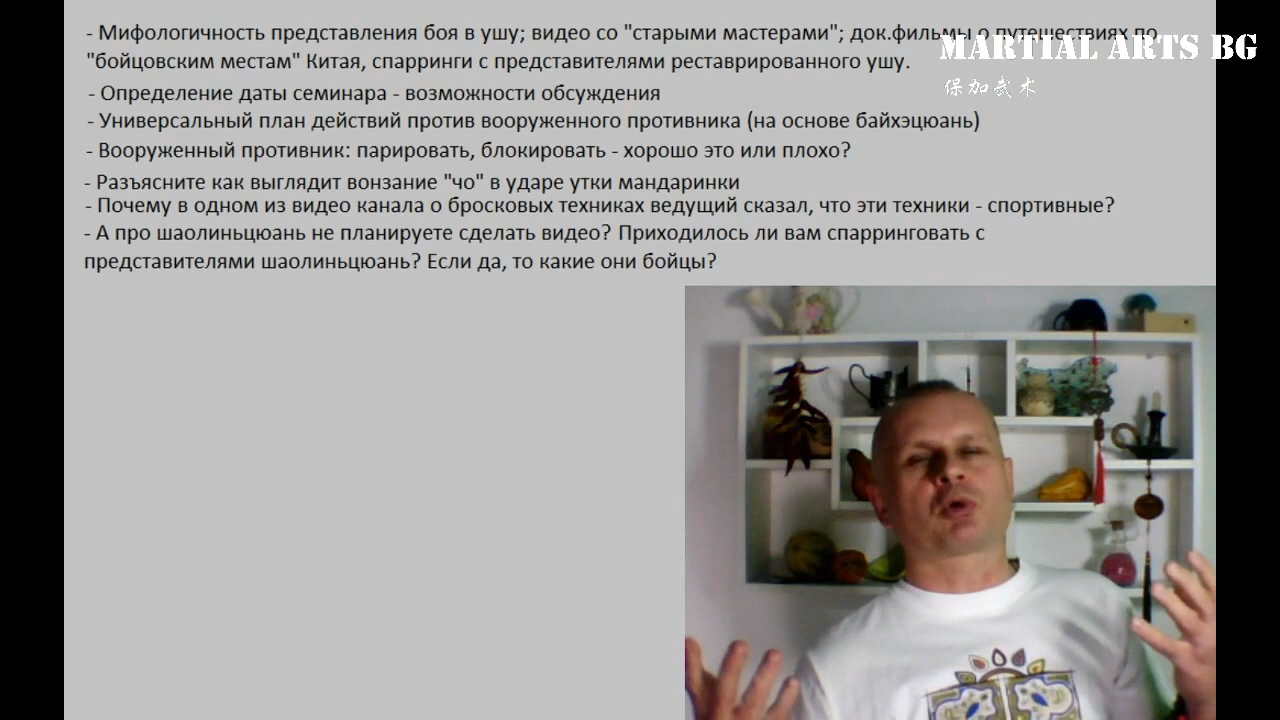 - Мифологичность представления боя в ушу; видео со "старыми мастерами"; док.фильмы о путешествиях по
"бойцовским местам" Китая, спарринги с представителями реставрированного ушу.
MARTIAL ARTS BG
保加武术
- Определение даты семинара - возможности обсуждения
- Универсальный план действий против вооруженного противника (на основе байхэцюань)
- Вооруженный противник: парировать, блокировать - хорошо это или плохо?
- Разъясните как выглядит вонзание "чо" в ударе утки мандаринки
- Почему в одном из видео канала о бросковых техниках ведущий сказал, что эти техники - спортивные?
- А про шаолиньцюань не планируете сделать видео? Приходилось ли вам спарринговать с
представителями шаолиньцюань? Если да, то какие они бойцы?